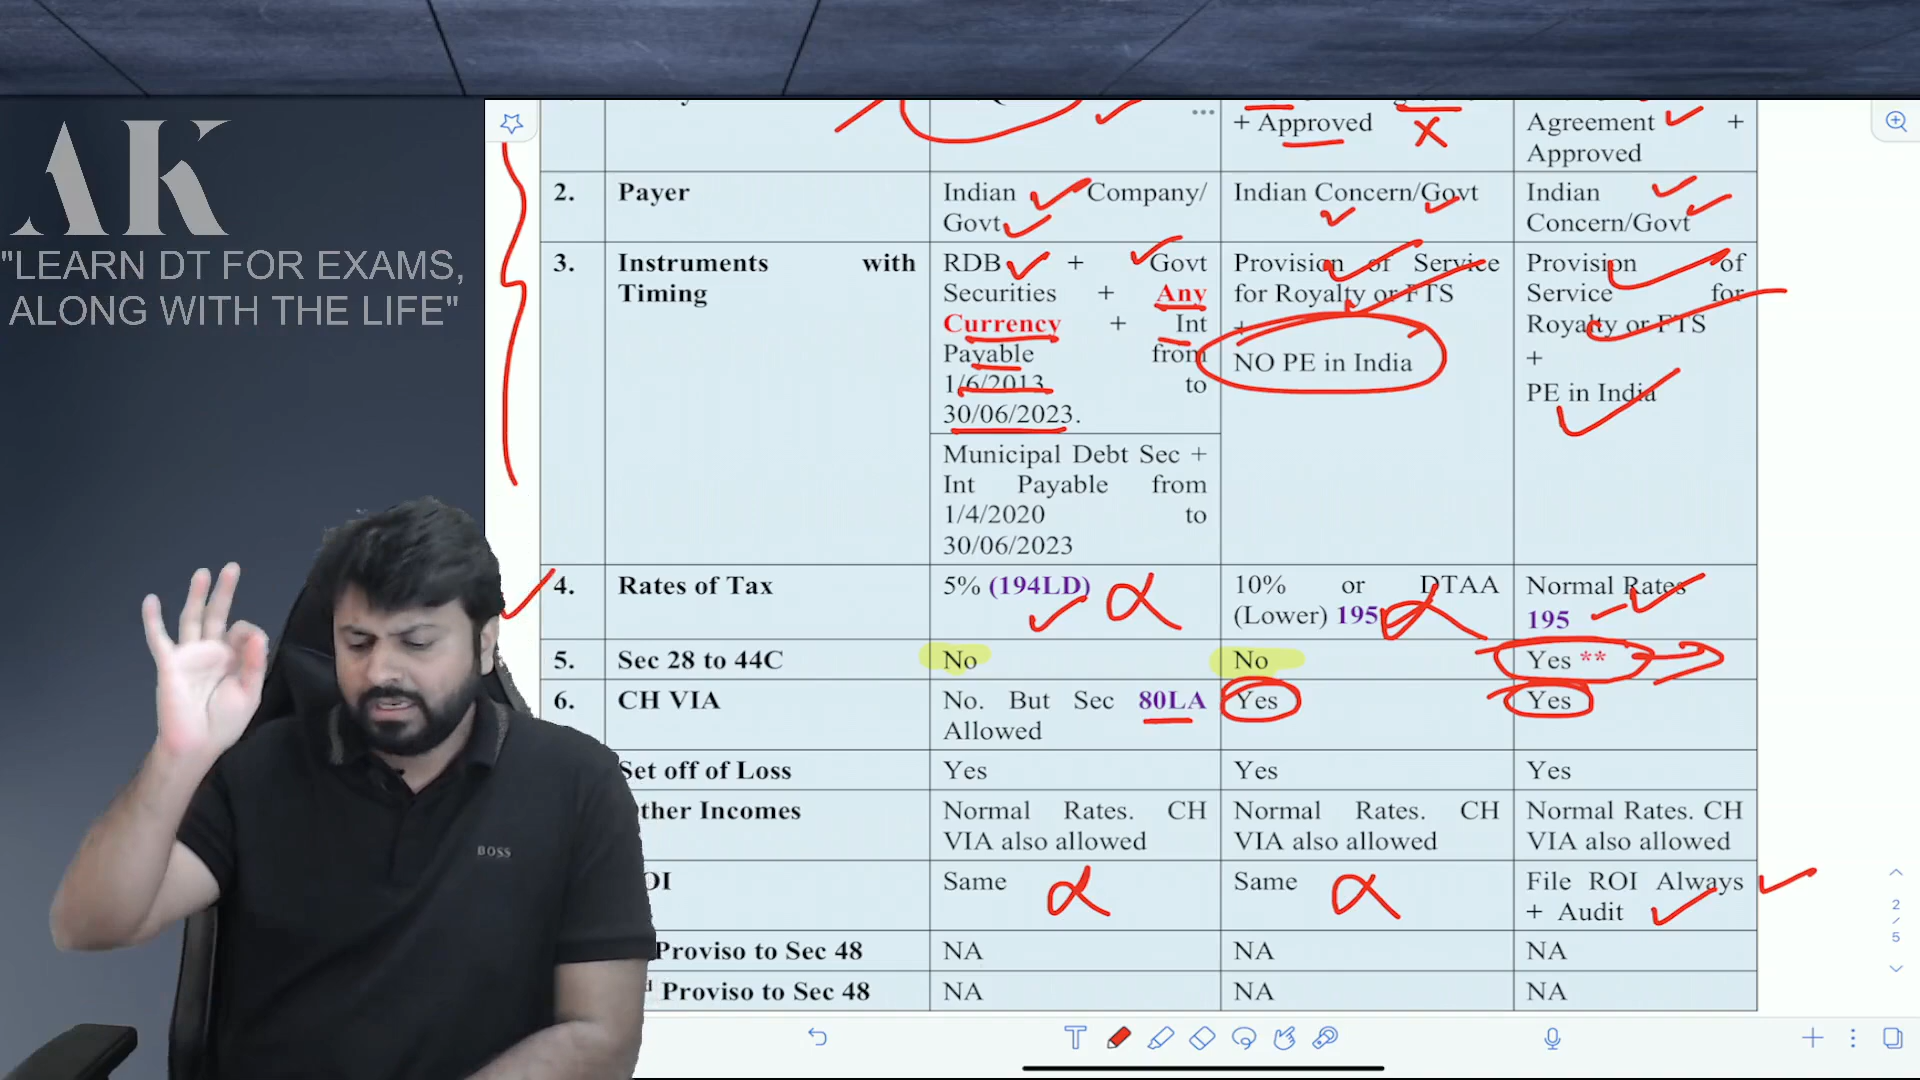 AK
"LEARN DT FOR EXAMS,
ALONG WITH THE LIFE"
+ Approved
Agreement +
Approved
2. Payer
Indian Company/
Govt
Indian Concern/Govt
Indian
Concern/Govt
3. Instruments with
Timing
RDB + Govt
Securities + Any
Currency + Int
Payable from
1/6/2013 to
30/06/2023.
Municipal Debt Sec +
Int Payable from
1/4/2020 to
30/06/2023
Provision of Service
for Royalty or FTS
+
NO PE in India
Provision of
Service for
Royalty or FTS
+
PE in India
4. Rates of Tax
5% (194LD)
10% or DTAA
(Lower) 195
Normal Rates
195
5. Sec 28 to 44C
No
No
Yes **
6. CH VIA
No. But Sec 80LA
Allowed
Yes
Yes
Set off of Loss
Yes
Yes
Yes
ther Incomes
Normal Rates. CH
VIA also allowed
Normal Rates. CH
VIA also allowed
Normal Rates. CH
VIA also allowed
OI
Same
Same
File ROI Always
+ Audit
Proviso to Sec 48
NA
NA
NA
d Proviso to Sec 48
NA
NA
NA
2
/
5
BOSS